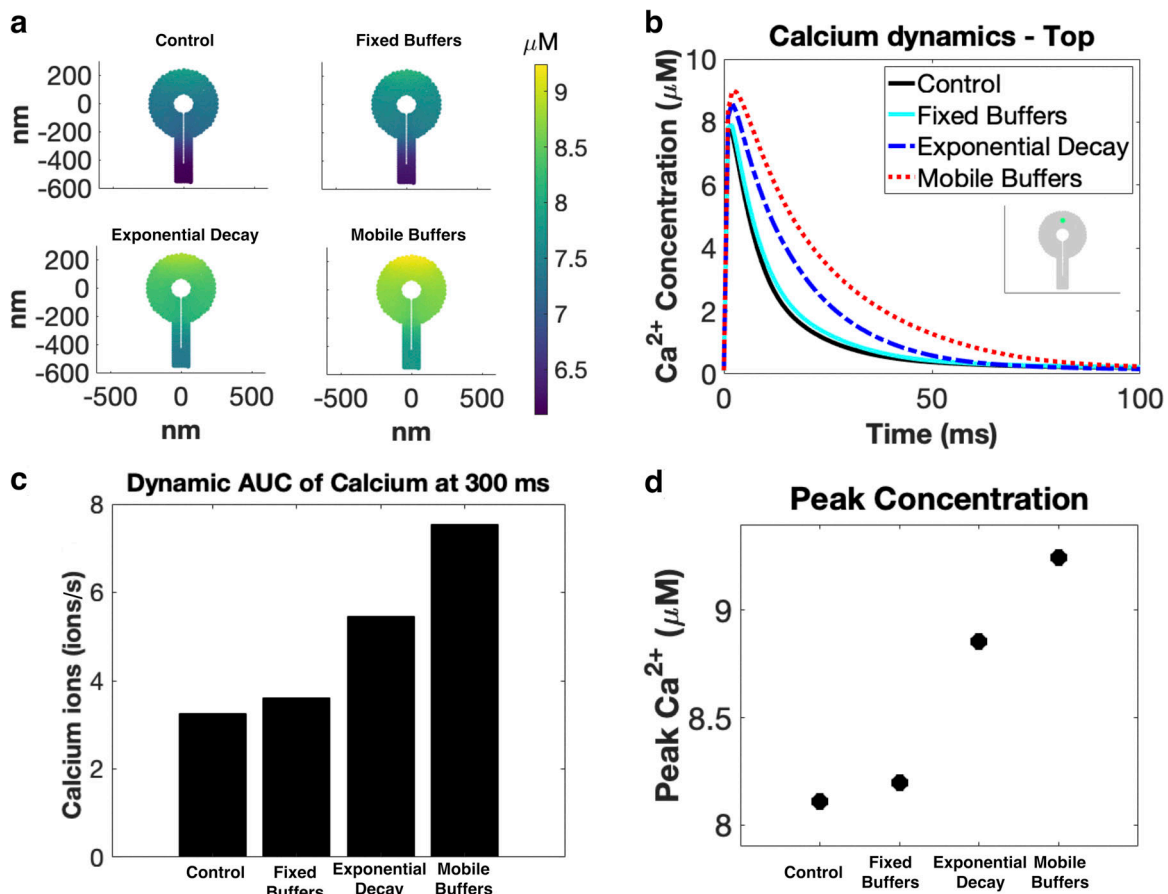 a
Control
Fixed Buffers
μM
nm
200
0
-200
-400
-600
9
8.5
8
7.5
7
6.5
Exponential Decay
Mobile Buffers
nm
200
0
-200
-400
-600
-500 0 500
-500 0 500
nm
nm
b
Calcium dynamics - Top
Ca2+ Concentration (μM)
10
8
6
4
2
0
Control
Fixed Buffers
Exponential Decay
Mobile Buffers
0 50 100
Time (ms)
c
Dynamic AUC of Calcium at 300 ms
Calcium ions (ions/s)
8
6
4
2
0
Control
Fixed
Buffers
Exponential
Decay
Mobile
Buffers
d
Peak Concentration
Peak Ca2+ (μM)
9
8.5
8
Control
Fixed
Buffers
Exponential
Decay
Mobile
Buffers